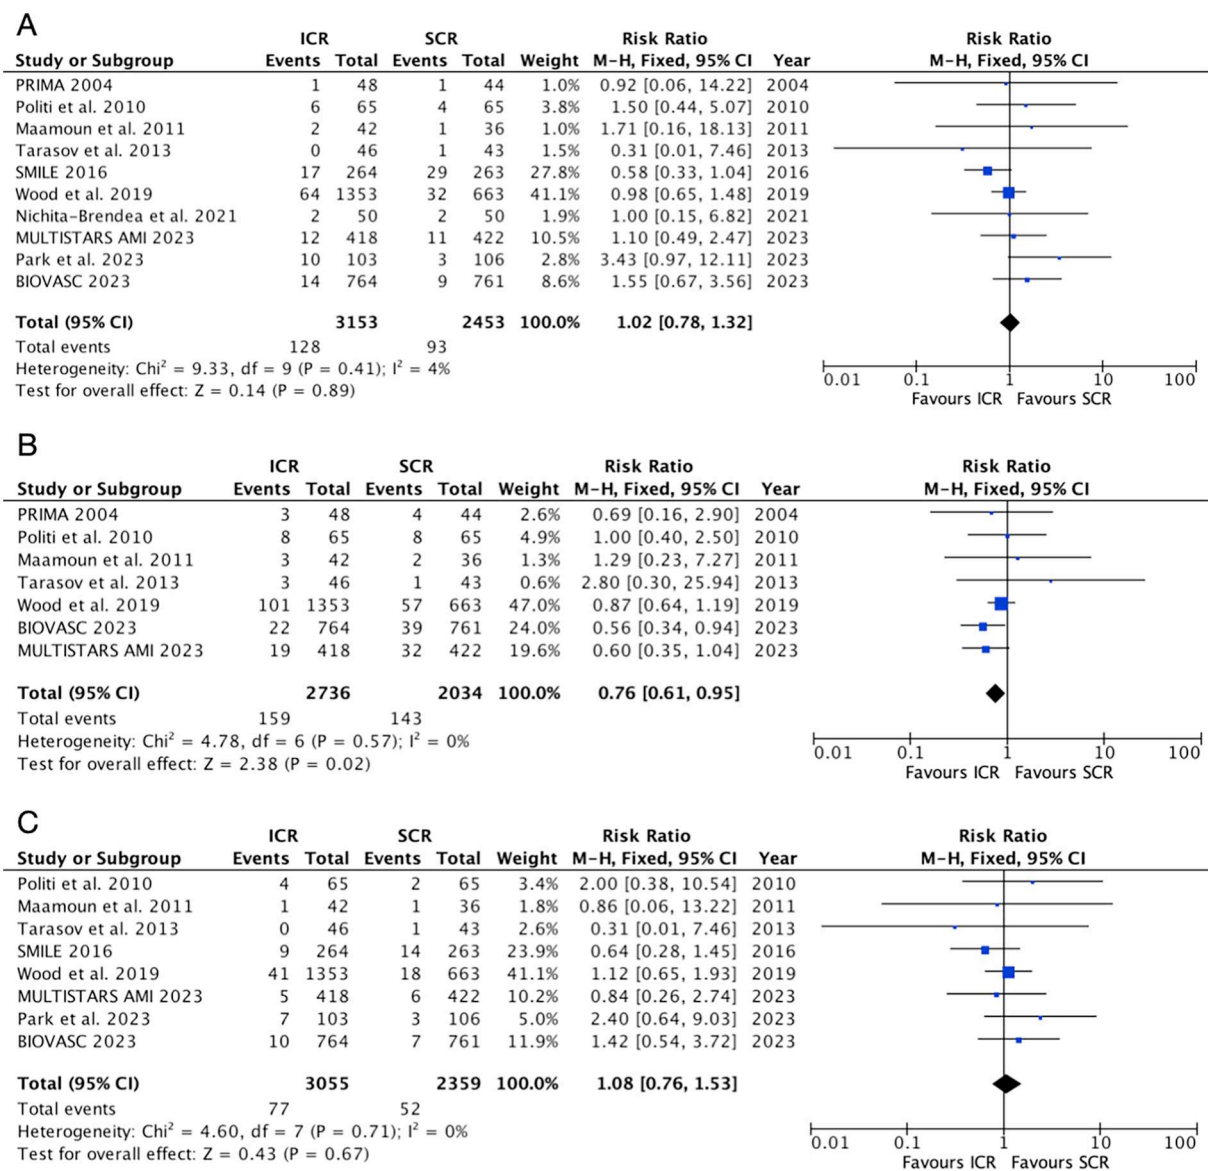 A
ICR SCR Risk Ratio Risk Ratio
Study or Subgroup Events Total Events Total Weight M-H, Fixed, 95% CI Year M-H, Fixed, 95% CI
PRIMA 2004 1 48 1 44 1.0% 0.92 [0.06, 14.22] 2004
Politi et al. 2010 6 65 4 65 3.8% 1.50 [0.44, 5.07] 2010
Maamoun et al. 2011 2 42 1 36 1.0% 1.71 [0.16, 18.13] 2011
Tarasov et al. 2013 0 46 1 43 1.5% 0.31 [0.01, 7.46] 2013
SMILE 2016 17 264 29 263 27.8% 0.58 [0.33, 1.04] 2016
Wood et al. 2019 64 1353 32 663 41.1% 0.98 [0.65, 1.48] 2019
Nichita-Brendea et al. 2021 2 50 2 50 1.9% 1.00 [0.15, 6.82] 2021
MULTISTARS AMI 2023 12 418 11 422 10.5% 1.10 [0.49, 2.47] 2023
Park et al. 2023 10 103 3 106 2.8% 3.43 [0.97, 12.11] 2023
BIOVASC 2023 14 764 9 761 8.6% 1.55 [0.67, 3.56] 2023
Total (95% CI) 3153 2453 100.0% 1.02 [0.78, 1.32]
Total events 128 93
Heterogeneity: Chi² = 9.33, df = 9 (P = 0.41); I² = 4%
Test for overall effect: Z = 0.14 (P = 0.89)
0.01 0.1 1 10 100
Favours ICR Favours SCR
B
ICR SCR Risk Ratio Risk Ratio
Study or Subgroup Events Total Events Total Weight M-H, Fixed, 95% CI Year M-H, Fixed, 95% CI
PRIMA 2004 3 48 4 44 2.6% 0.69 [0.16, 2.90] 2004
Politi et al. 2010 8 65 8 65 4.9% 1.00 [0.40, 2.50] 2010
Maamoun et al. 2011 3 42 2 36 1.3% 1.29 [0.23, 7.27] 2011
Tarasov et al. 2013 3 46 1 43 0.6% 2.80 [0.30, 25.94] 2013
Wood et al. 2019 101 1353 57 663 47.0% 0.87 [0.64, 1.19] 2019
BIOVASC 2023 22 764 39 761 24.0% 0.56 [0.34, 0.94] 2023
MULTISTARS AMI 2023 19 418 32 422 19.6% 0.60 [0.35, 1.04] 2023
Total (95% CI) 2736 2034 100.0% 0.76 [0.61, 0.95]
Total events 159 143
Heterogeneity: Chi² = 4.78, df = 6 (P = 0.57); I² = 0%
Test for overall effect: Z = 2.38 (P = 0.02)
0.01 0.1 1 10 100
Favours ICR Favours SCR
C
ICR SCR Risk Ratio Risk Ratio
Study or Subgroup Events Total Events Total Weight M-H, Fixed, 95% CI Year M-H, Fixed, 95% CI
Politi et al. 2010 4 65 2 65 3.4% 2.00 [0.38, 10.54] 2010
Maamoun et al. 2011 1 42 1 36 1.8% 0.86 [0.06, 13.22] 2011
Tarasov et al. 2013 0 46 1 43 2.6% 0.31 [0.01, 7.46] 2013
SMILE 2016 9 264 14 263 23.9% 0.64 [0.28, 1.45] 2016
Wood et al. 2019 41 1353 18 663 41.1% 1.12 [0.65, 1.93] 2019
MULTISTARS AMI 2023 5 418 6 422 10.2% 0.84 [0.26, 2.74] 2023
Park et al. 2023 7 103 3 106 5.0% 2.40 [0.64, 9.03] 2023
BIOVASC 2023 10 764 7 761 11.9% 1.42 [0.54, 3.72] 2023
Total (95% CI) 3055 2359 100.0% 1.08 [0.76, 1.53]
Total events 77 52
Heterogeneity: Chi² = 4.60, df = 7 (P = 0.71); I² = 0%
Test for overall effect: Z = 0.43 (P = 0.67)
0.01 0.1 1 10 100
Favours ICR Favours SCR